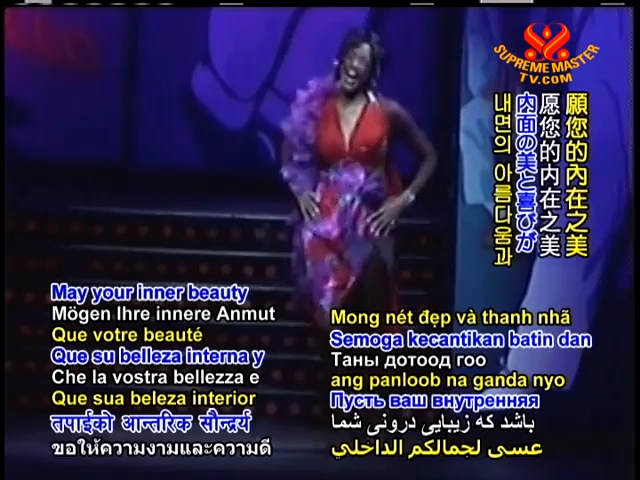 SUPREME MASTER
TV.COM
願您的內在之美
愿您的内在之美
内面の美と喜びが
내면의 아름다움과
May your inner beauty
Mögen Ihre innere Anmut
Que votre beauté
Que su belleza interna y
Che la vostra bellezza e
Que sua beleza interior
तपाईको आन्तरिक सौन्दर्य
ขอให้ความงามและความดี
Mong nét đẹp và thanh nhã
Semoga kecantikan batin dan
Таны дотоод гоо
ang panloob na ganda nyo
Пусть ваш внутренняя
باشد که زیبایی درونی شما
عسى لجمالكم الداخلي